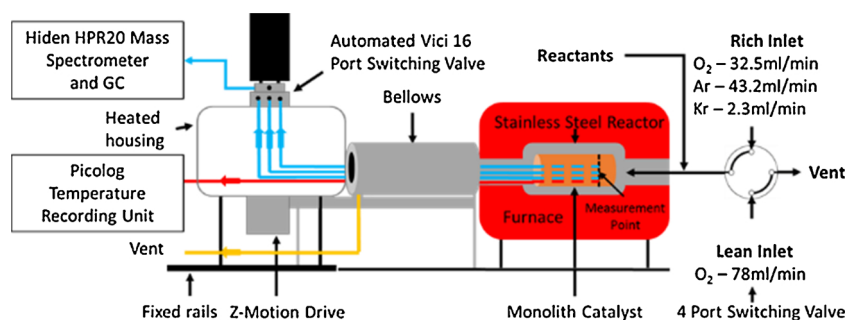 Hiden HPR20 Mass
Spectrometer
and GC
Automated Vici 16
Port Switching Valve
Bellows
Reactants
Rich Inlet
O₂ – 32.5ml/min
Ar – 43.2ml/min
Kr – 2.3ml/min
Heated
housing
Stainless Steel Reactor
Picolog
Temperature
Recording Unit
Vent
Furnace
Measurement
Point
Vent
Lean Inlet
O₂ – 78ml/min
Fixed rails
Z-Motion Drive
Monolith Catalyst
4 Port Switching Valve